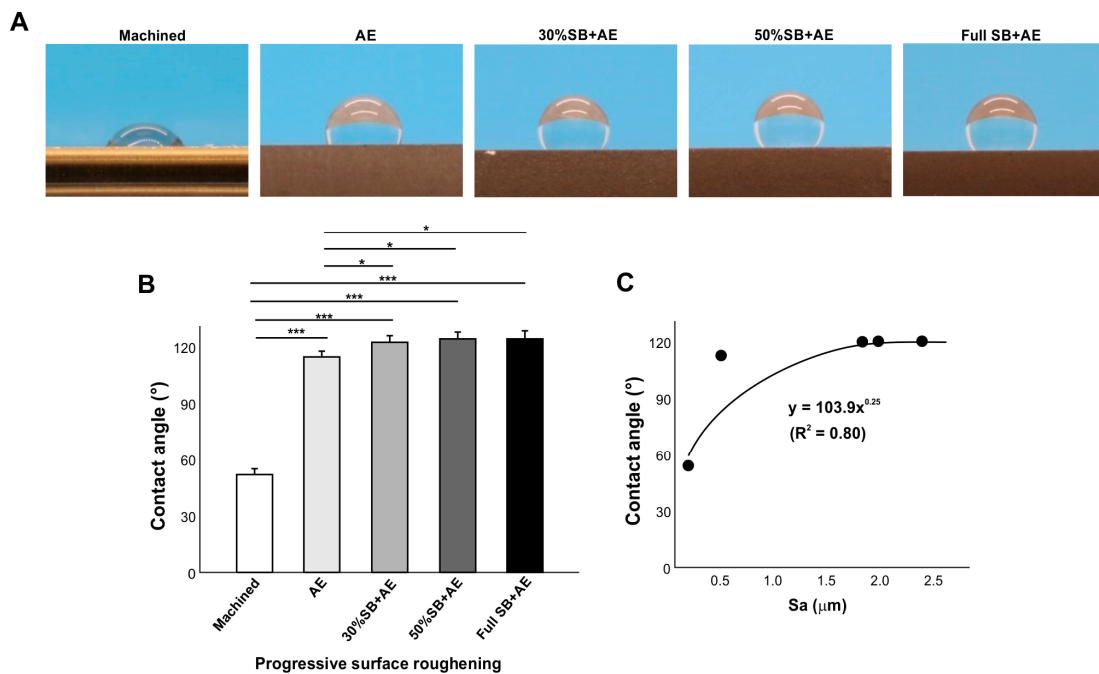 A
Machined
AE
30%SB+AE
50%SB+AE
Full SB+AE
B
*
*
*
***
***
***
***
Contact angle (°)
120
90
60
30
0
Machined
AE
30%SB+AE
50%SB+AE
Full SB+AE
Progressive surface roughening
C
Contact angle (°)
120
90
60
30
0
y = 103.9x^0.25
(R² = 0.80)
0.5
1.0
1.5
2.0
2.5
Sa (μm)